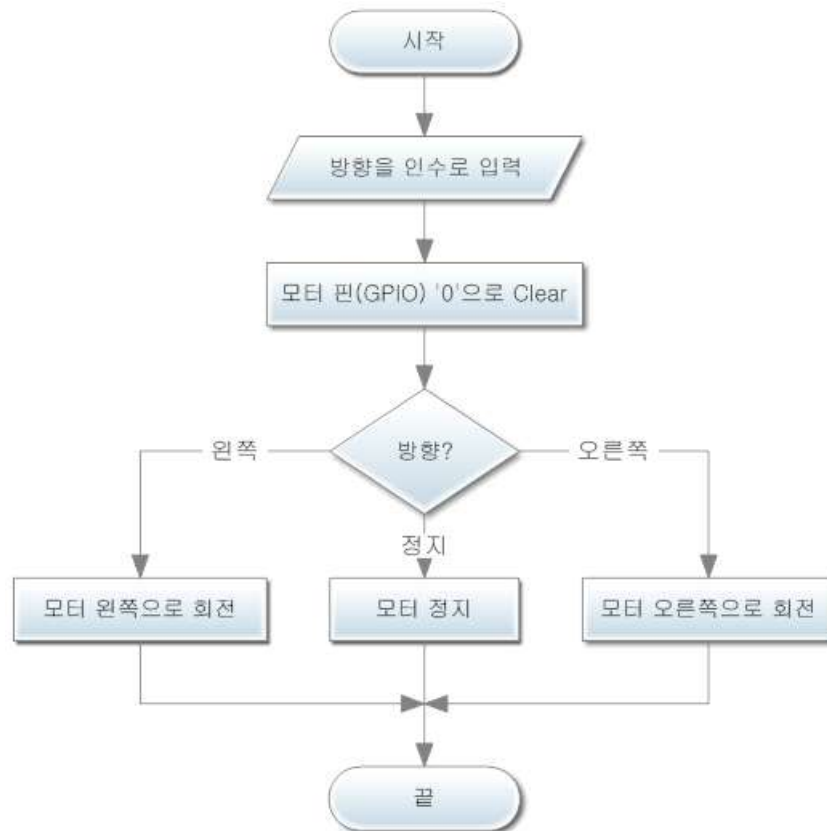 시작
방향을 인수로 입력
모터 핀(GPIO) '0'으로 Clear
방향?
왼쪽
오른쪽
정지
모터 왼쪽으로 회전
모터 정지
모터 오른쪽으로 회전
끝